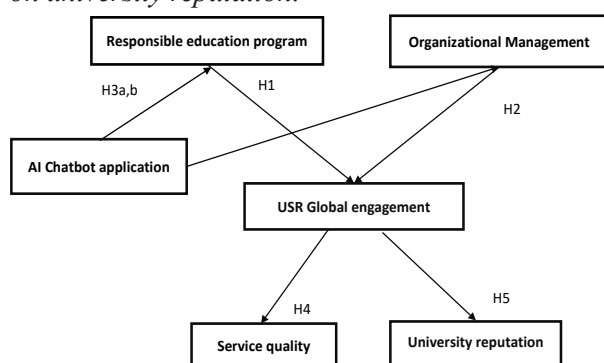 on university reputation.
Responsible education program
Organizational Management
H3a,b
H1
H2
AI Chatbot application
USR Global engagement
H4
H5
Service quality
University reputation